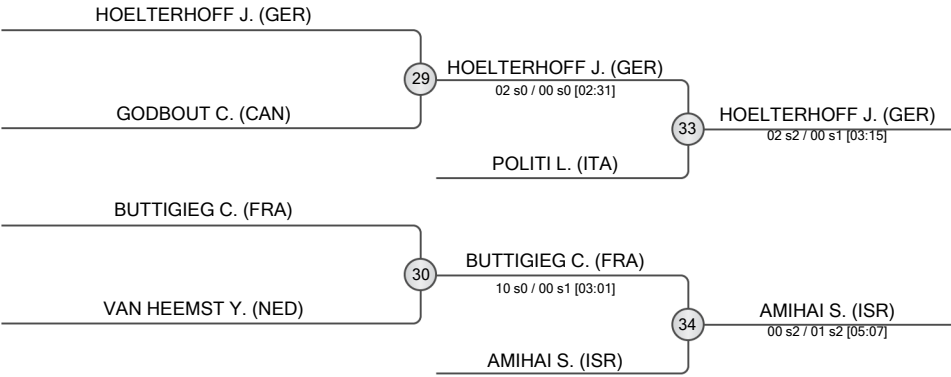 HOELTERHOFF J. (GER)
29
HOELTERHOFF J. (GER)
02 s0 / 00 s0 [02:31]
GODBOUT C. (CAN)
33
HOELTERHOFF J. (GER)
02 s2 / 00 s1 [03:15]
POLITI L. (ITA)
BUTTIGIEG C. (FRA)
30
BUTTIGIEG C. (FRA)
10 s0 / 00 s1 [03:01]
VAN HEEMST Y. (NED)
34
AMIHAI S. (ISR)
00 s2 / 01 s2 [05:07]
AMIHAI S. (ISR)